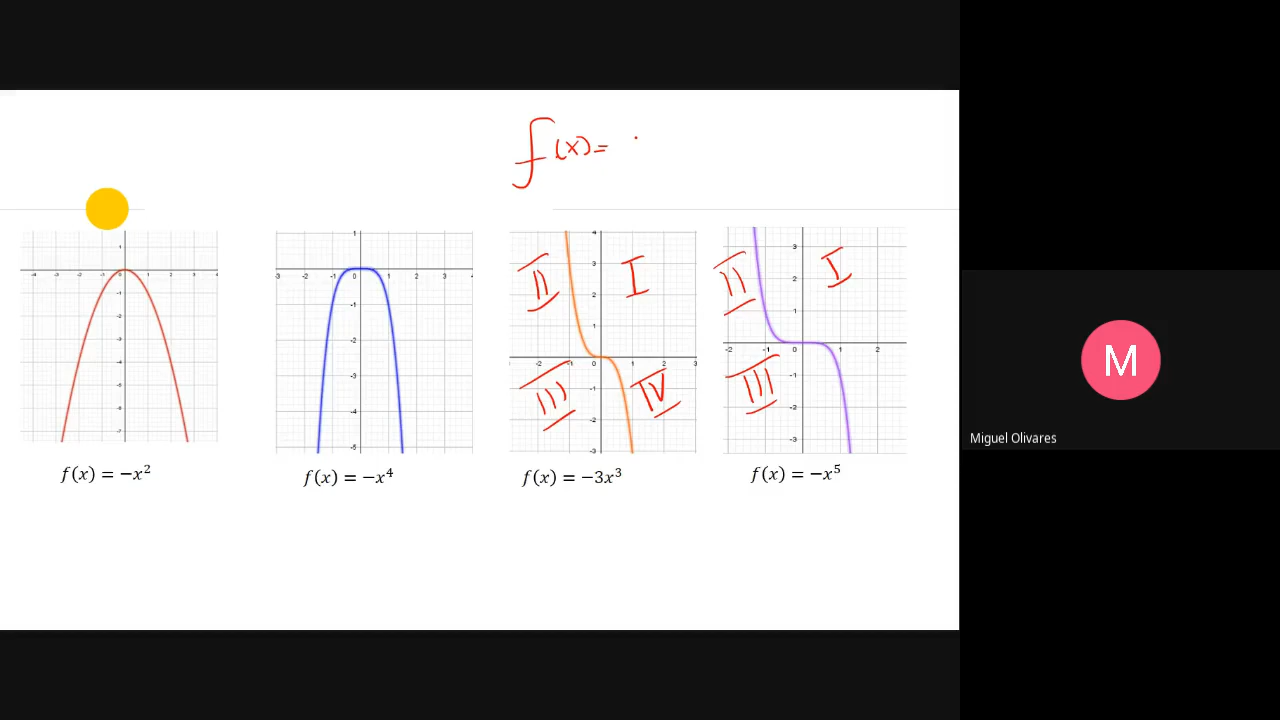 f(x)=
II I III IV
II I III
f(x) = −x²
f(x) = −x⁴
f(x) = −3x³
f(x) = −x⁵
M
Miguel Olivares